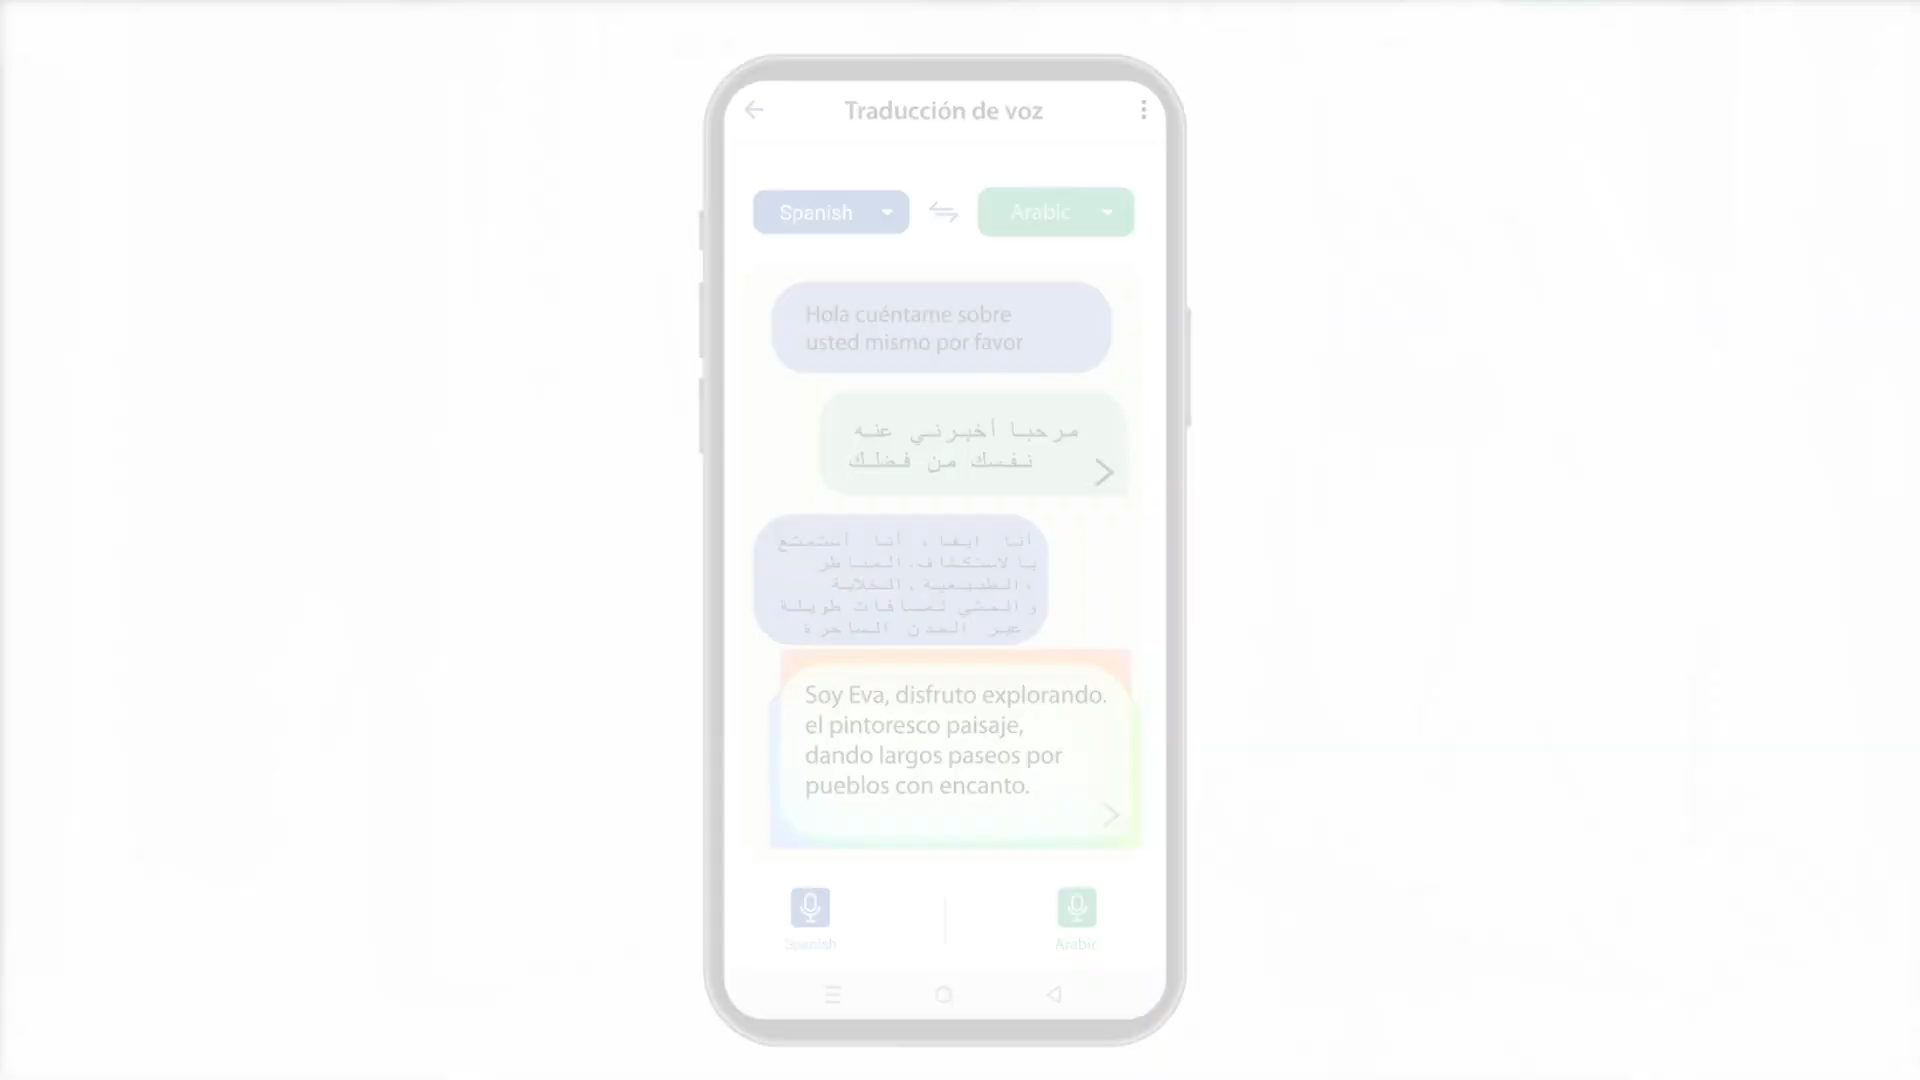 Traducción de voz
Spanish
Arabic
Hola cuéntame sobre
usted mismo por favor
مرحبا أخبرني عنه
نفسك من فضلك
أنا ايفا، أنا أستمتع
بالاستكشاف.المناظر
،الطبيعية،الخلابة
والمشي لمسافات طويلة
عبر المدن الساحرة
Soy Eva, disfruto explorando.
el pintoresco paisaje,
dando largos paseos por
pueblos con encanto.
Spanish
Arabic